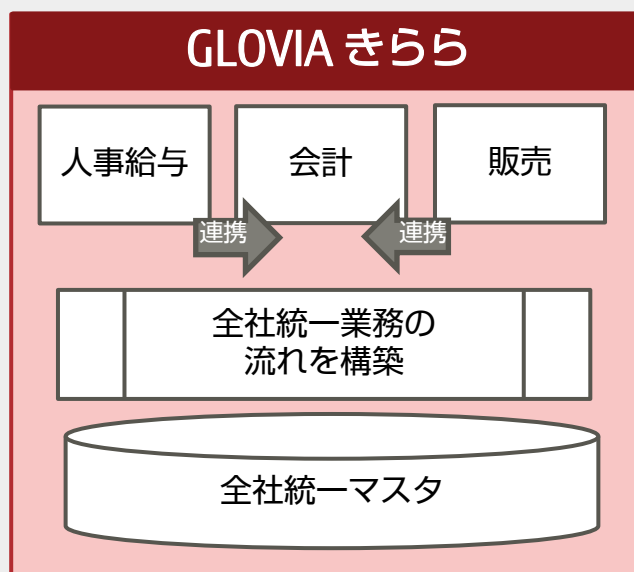 GLOVIA きらら
人事給与
会計
販売
連携
連携
全社統一業務の
流れを構築
全社統一マスタ